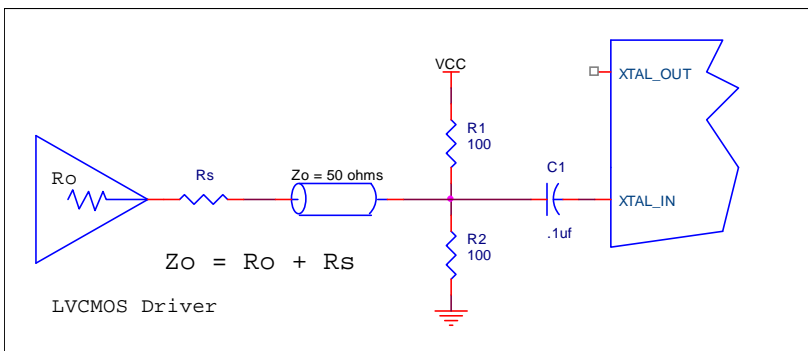 VCC
XTAL_OUT
R1
100
Ro
Rs
Zo = 50 ohms
C1
XTAL_IN
.1uf
R2
100
Zo = Ro + Rs
LVCMOS Driver